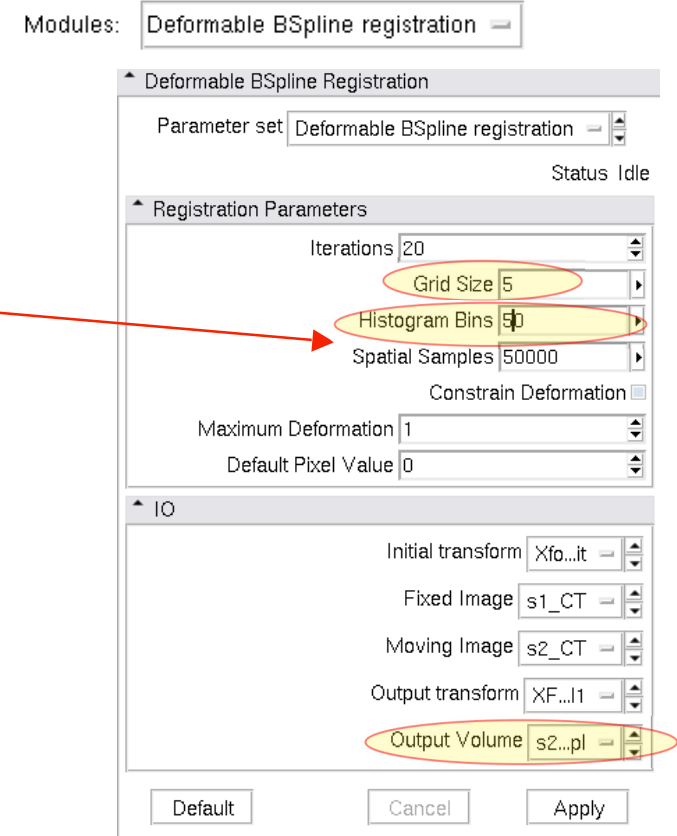 Modules: Deformable BSpline registration
Deformable BSpline Registration
Parameter set Deformable BSpline registration
Status Idle
Registration Parameters
Iterations 20
Grid Size 5
Histogram Bins 50
Spatial Samples 50000
Constrain Deformation
Maximum Deformation 1
Default Pixel Value 0
IO
Initial transform Xfo...it
Fixed Image s1_CT
Moving Image s2_CT
Output transform XF...l1
Output Volume s2...pl
Default Cancel Apply